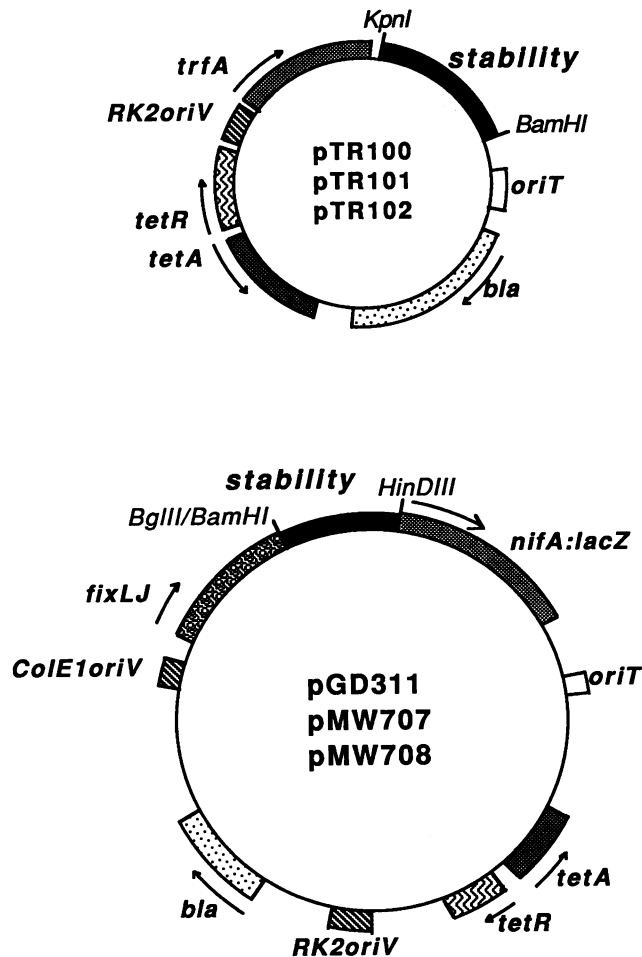 KpnI
stability
trfA
RK2oriV
BamHI
pTR100
pTR101
pTR102
oriT
tetR
tetA
bla
stability
HinDIII
BglII/BamHI
nifA:lacZ
fixLJ
ColE1oriV
pGD311
pMW707
pMW708
oriT
tetA
bla
tetR
RK2oriV